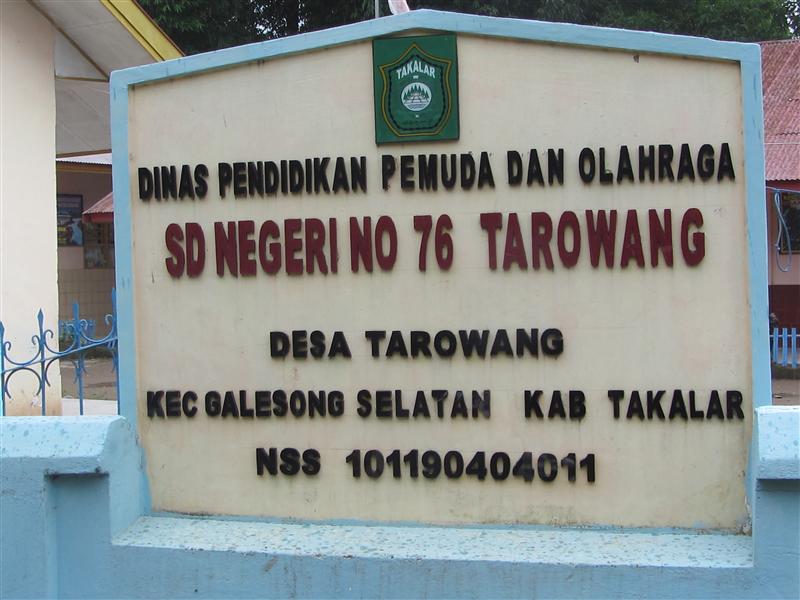 TAKALAR
DINAS PENDIDIKAN PEMUDA DAN OLAHRAGA
SD NEGERI NO 76 TAROWANG
DESA TAROWANG
KEC GALESONG SELATAN KAB TAKALAR
NSS 101190404011